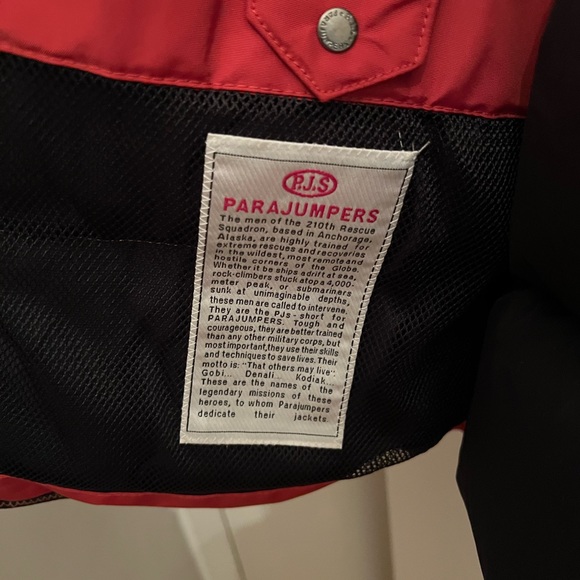 P.J.S
PARAJUMPERS
The men of the 210th Rescue
Squadron, based in Anchorage,
Alaska, are highly trained for
extreme rescues and recoveries
in the wildest, most remote and
hostile corners of the Globe.
Whether it be ships adrift at sea,
rock-climbers stuck atop a 4,000-
meter peak, or submariners
sunk at unimaginable depths,
these men are called to intervene.
They are the PJs - short for
PARAJUMPERS. Tough and
courageous, they are better trained
than any other military corps, but
most important, they use their skills
and techniques to save lives. Their
motto is: "That others may live".
Gobi... Denali... Kodiak...
These are the names of the
legendary missions of these
heroes, to whom Parajumpers
dedicate their jackets.